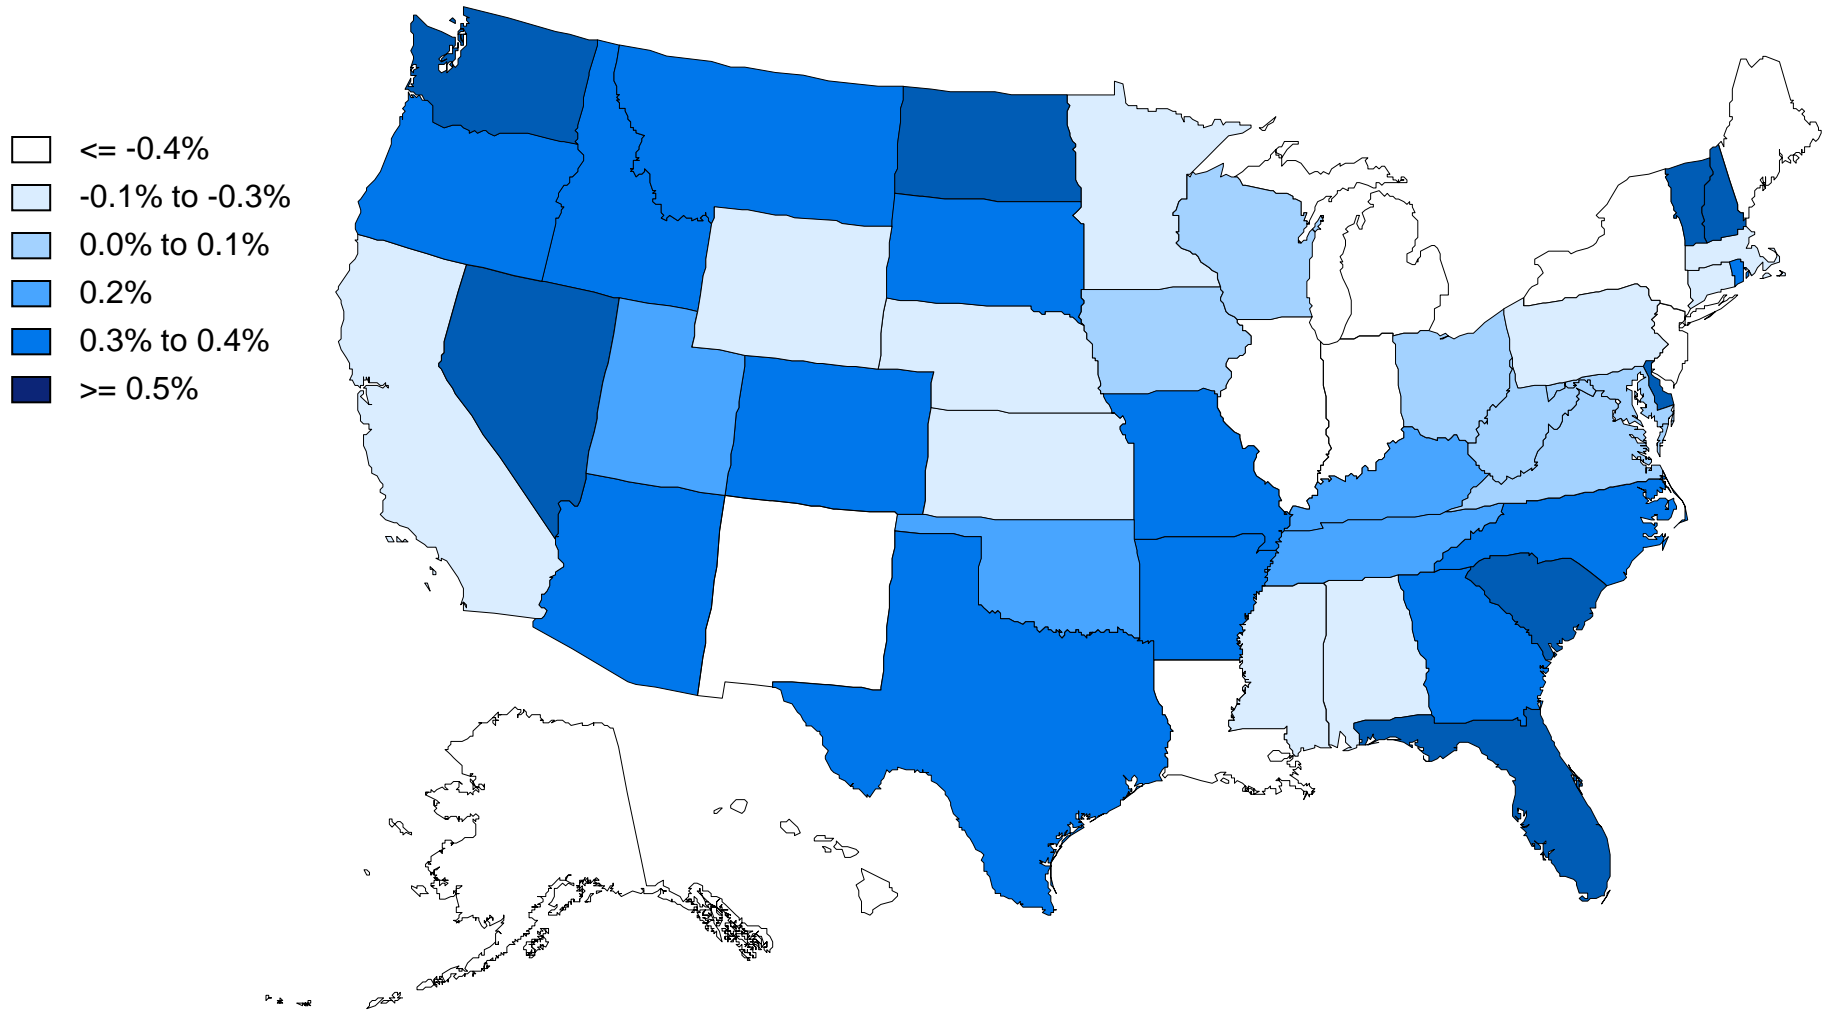 <= -0.4%
-0.1% to -0.3%
0.0% to 0.1%
0.2%
0.3% to 0.4%
>= 0.5%